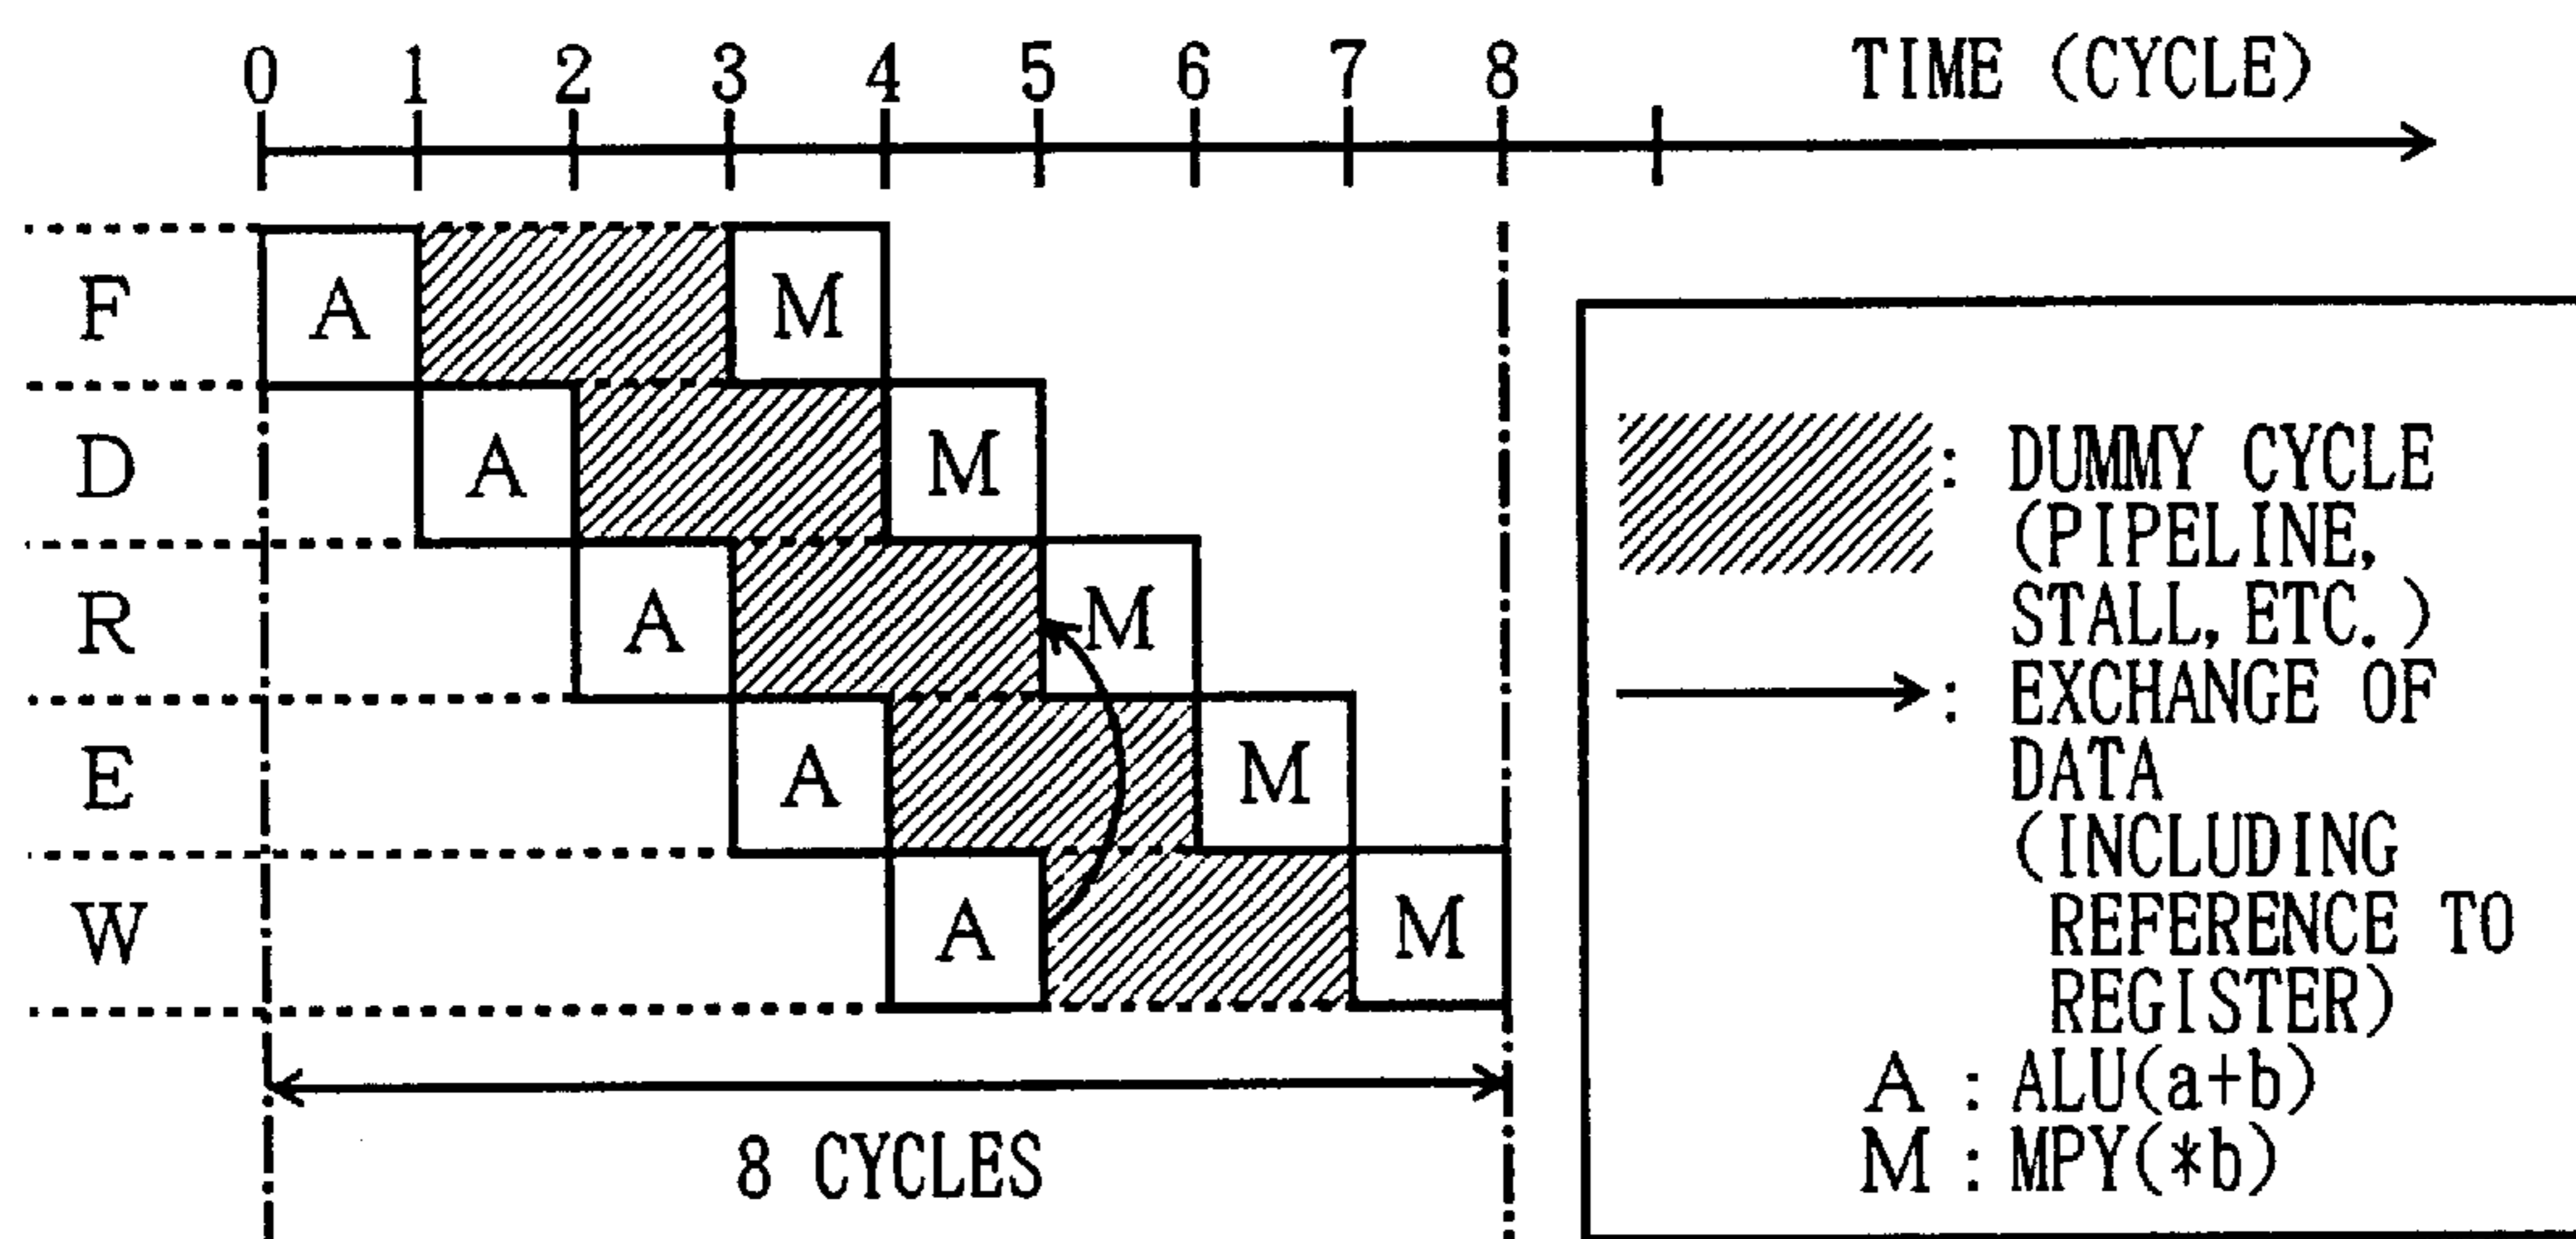 0 1 2 3 4 5 6 7 8 TIME (CYCLE)
F A M
D A M
R A M
E A M
W A M
8 CYCLES
: DUMMY CYCLE
(PIPELINE,
STALL, ETC.)
: EXCHANGE OF
DATA
(INCLUDING
REFERENCE TO
REGISTER)
A : ALU(a+b)
M : MPY(*b)